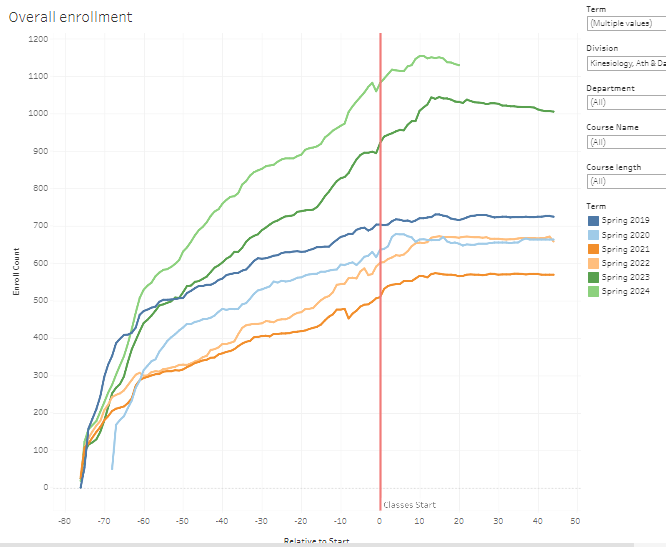 Overall enrollment
Term
(Multiple values)
Division
Kinesiology, Ath & Da
Department
(All)
Course Name
(All)
Course length
(All)
Term
Spring 2019
Spring 2020
Spring 2021
Spring 2022
Spring 2023
Spring 2024
Enroll Count
1200
1100
1000
900
800
700
600
500
400
300
200
100
0
Classes Start
-80 -70 -60 -50 -40 -30 -20 -10 0 10 20 30 40 50
Relative to Start